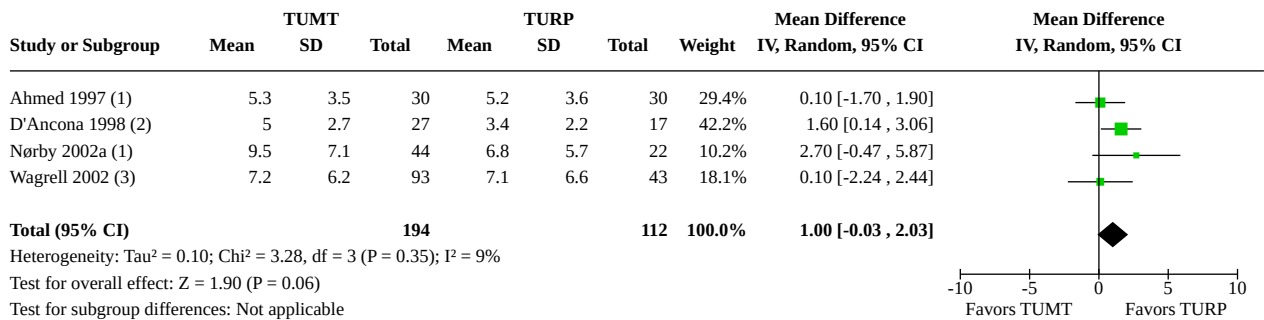 TUMT TURP Mean Difference Mean Difference
Study or Subgroup Mean SD Total Mean SD Total Weight IV, Random, 95% CI IV, Random, 95% CI
Ahmed 1997 (1) 5.3 3.5 30 5.2 3.6 30 29.4% 0.10 [-1.70 , 1.90]
D'Ancona 1998 (2) 5 2.7 27 3.4 2.2 17 42.2% 1.60 [0.14 , 3.06]
Nørby 2002a (1) 9.5 7.1 44 6.8 5.7 22 10.2% 2.70 [-0.47 , 5.87]
Wagrell 2002 (3) 7.2 6.2 93 7.1 6.6 43 18.1% 0.10 [-2.24 , 2.44]
Total (95% CI) 194 112 100.0% 1.00 [-0.03 , 2.03]
Heterogeneity: Tau² = 0.10; Chi² = 3.28, df = 3 (P = 0.35); I² = 9%
Test for overall effect: Z = 1.90 (P = 0.06)
Test for subgroup differences: Not applicable
-10 -5 0 5 10
Favors TUMT Favors TURP